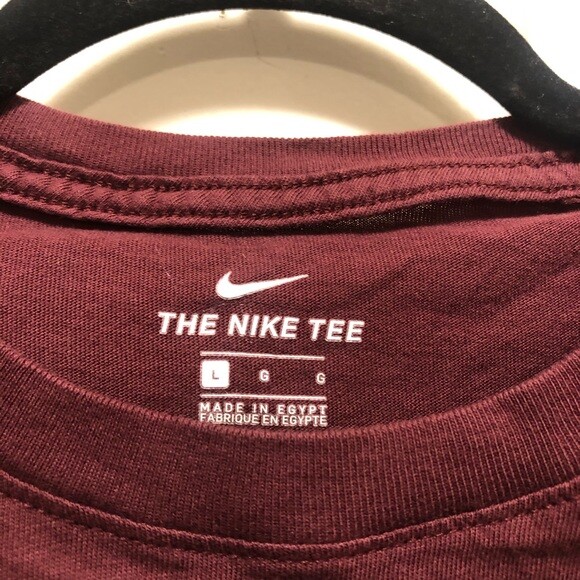 THE NIKE TEE
L G G
MADE IN EGYPT
FABRIQUE EN EGYPTE